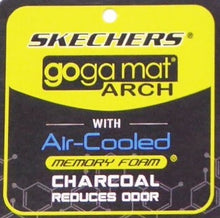 SKECHERS®
goga mat®
ARCH
WITH
Air-Cooled
MEMORY FOAM®
CHARCOAL
REDUCES ODOR